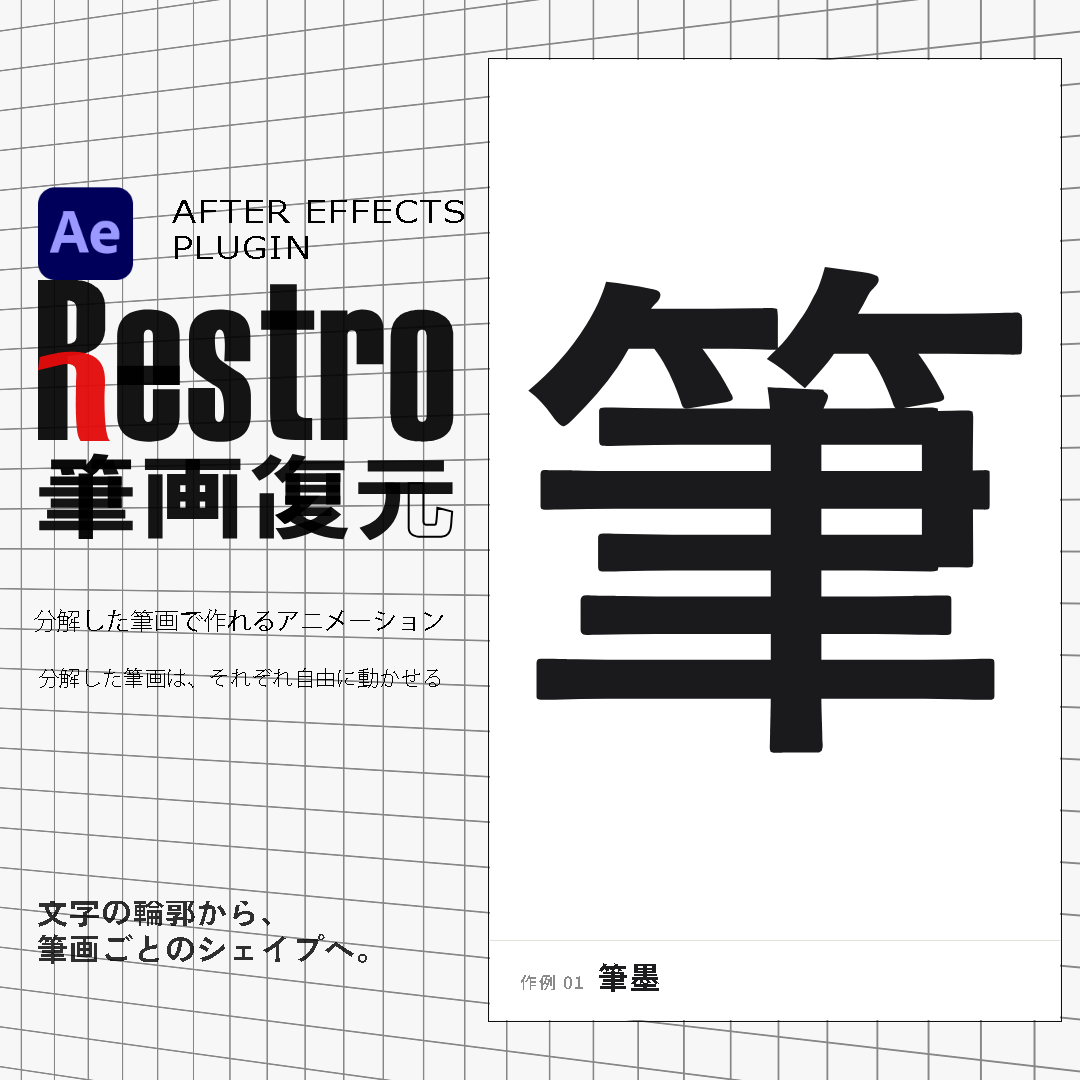 Ae
AFTER EFFECTS
PLUGIN
Restro
筆画復元
分解した筆画で作れるアニメーション
分解した筆画は、それぞれ自由に動かせる
文字の輪郭から、
筆画ごとのシェイプへ。
筆
作例 01 筆墨